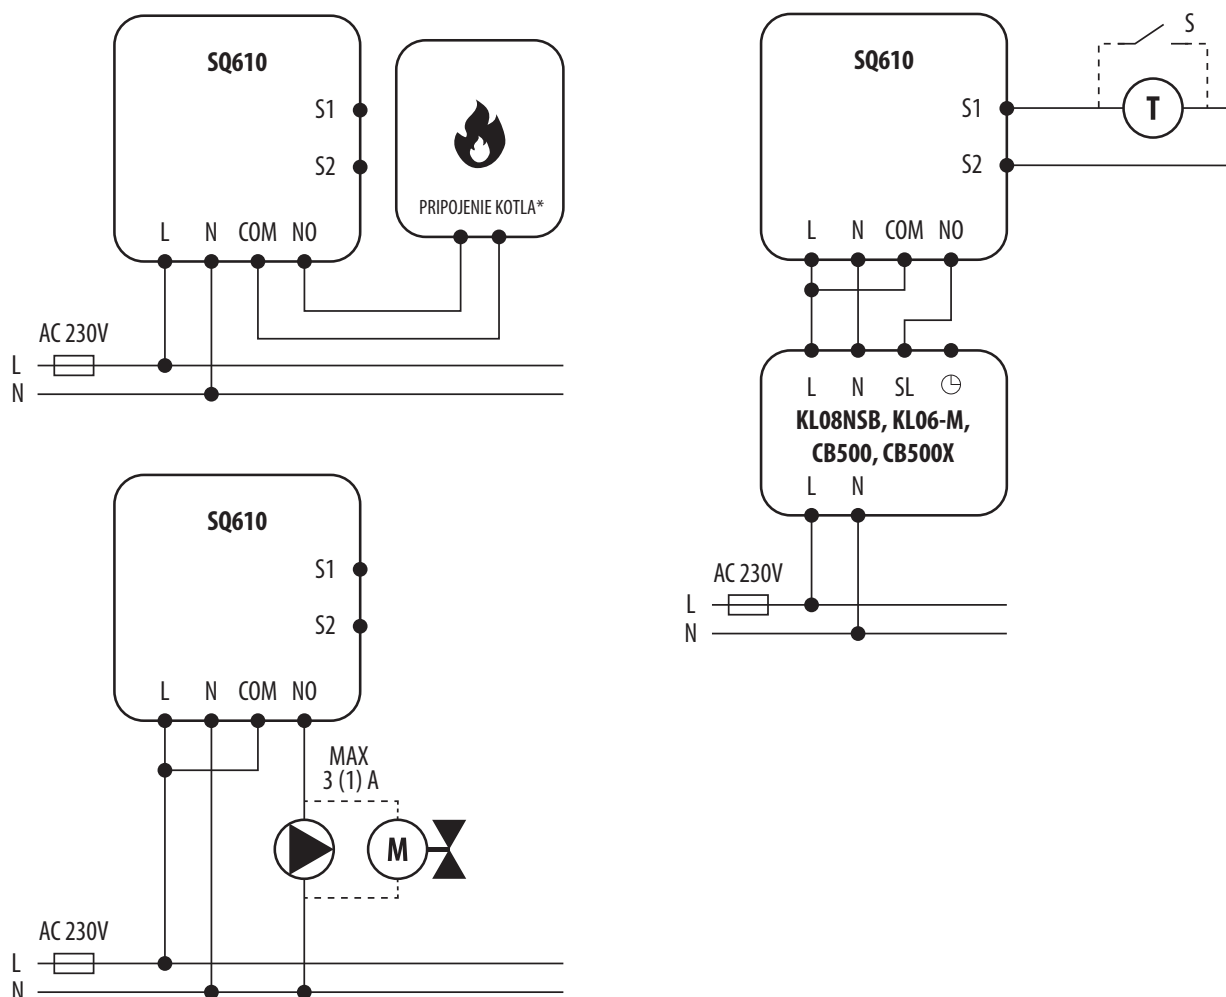 SQ610
S1
S2
L N COM NO
PRIPOJENIE KOTLA*
AC 230V
L
N
SQ610
S1
S2
L N COM NO
MAX
3 (1) A
M
AC 230V
L
N
SQ610
S
T
S1
S2
L N COM NO
L N SL
KL08NSB, KL06-M,
CB500, CB500X
L N
AC 230V
L
N